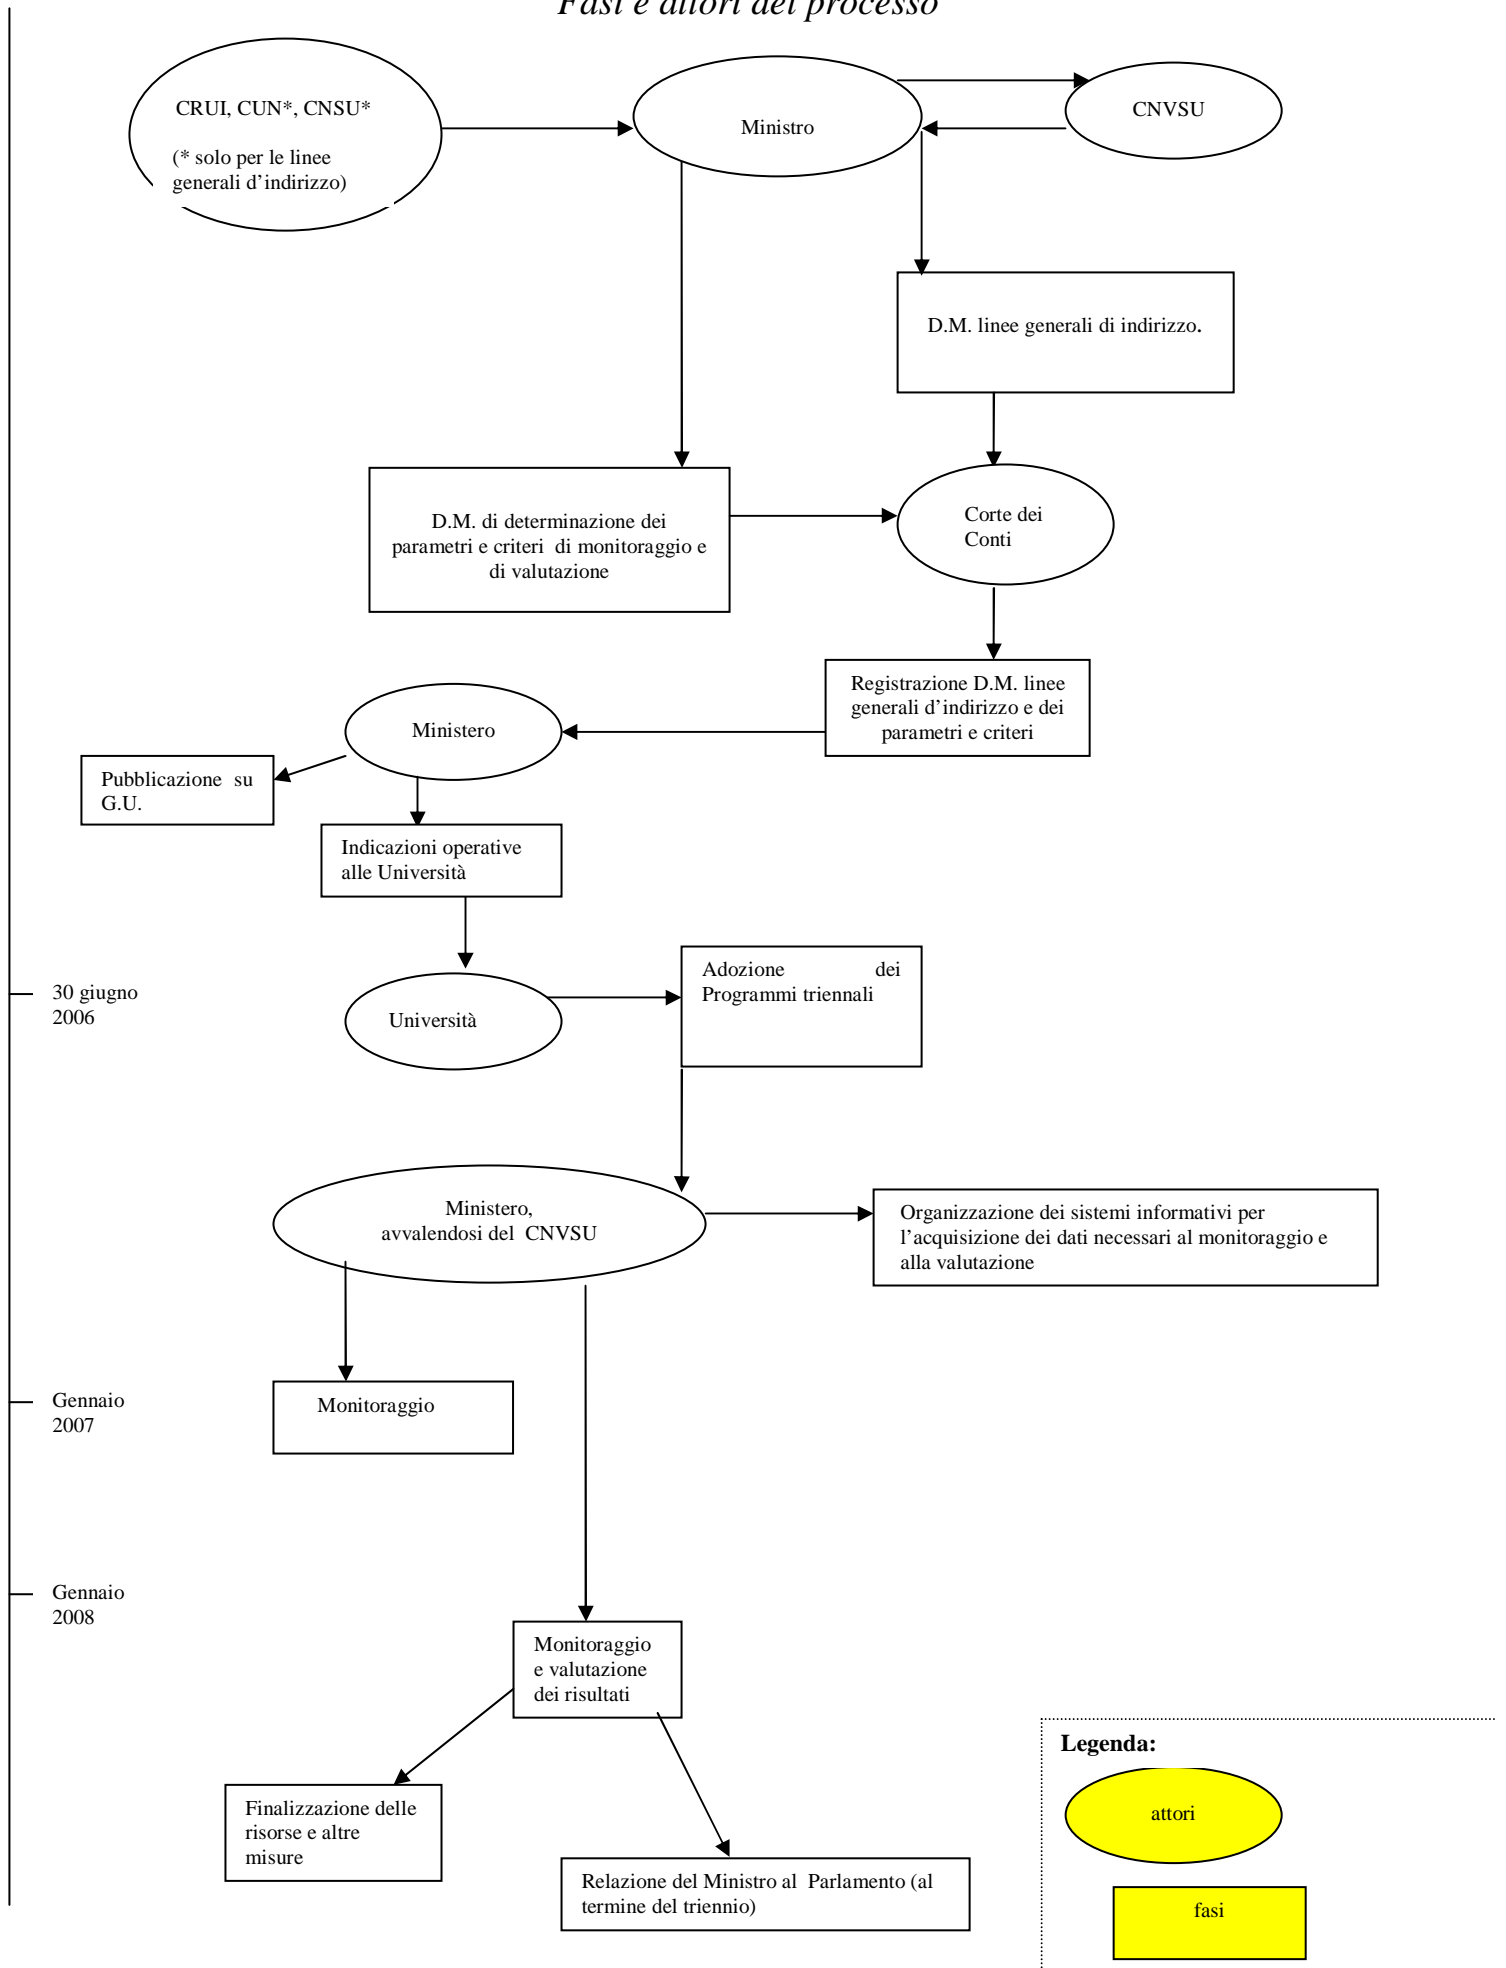 Fasi e attori del processo
CRUI, CUN*, CNSU*
(* solo per le linee
generali d’indirizzo)
Ministro
CNVSU
D.M. linee generali di indirizzo.
D.M. di determinazione dei
parametri e criteri di monitoraggio e
di valutazione
Corte dei
Conti
Registrazione D.M. linee
generali d’indirizzo e dei
parametri e criteri
Ministero
Pubblicazione su
G.U.
Indicazioni operative
alle Università
30 giugno
2006
Università
Adozione dei
Programmi triennali
Ministero,
avvalendosi del CNVSU
Organizzazione dei sistemi informativi per
l’acquisizione dei dati necessari al monitoraggio e
alla valutazione
Gennaio
2007
Monitoraggio
Gennaio
2008
Monitoraggio
e valutazione
dei risultati
Finalizzazione delle
risorse e altre
misure
Relazione del Ministro al Parlamento (al
termine del triennio)
Legenda:
attori
fasi